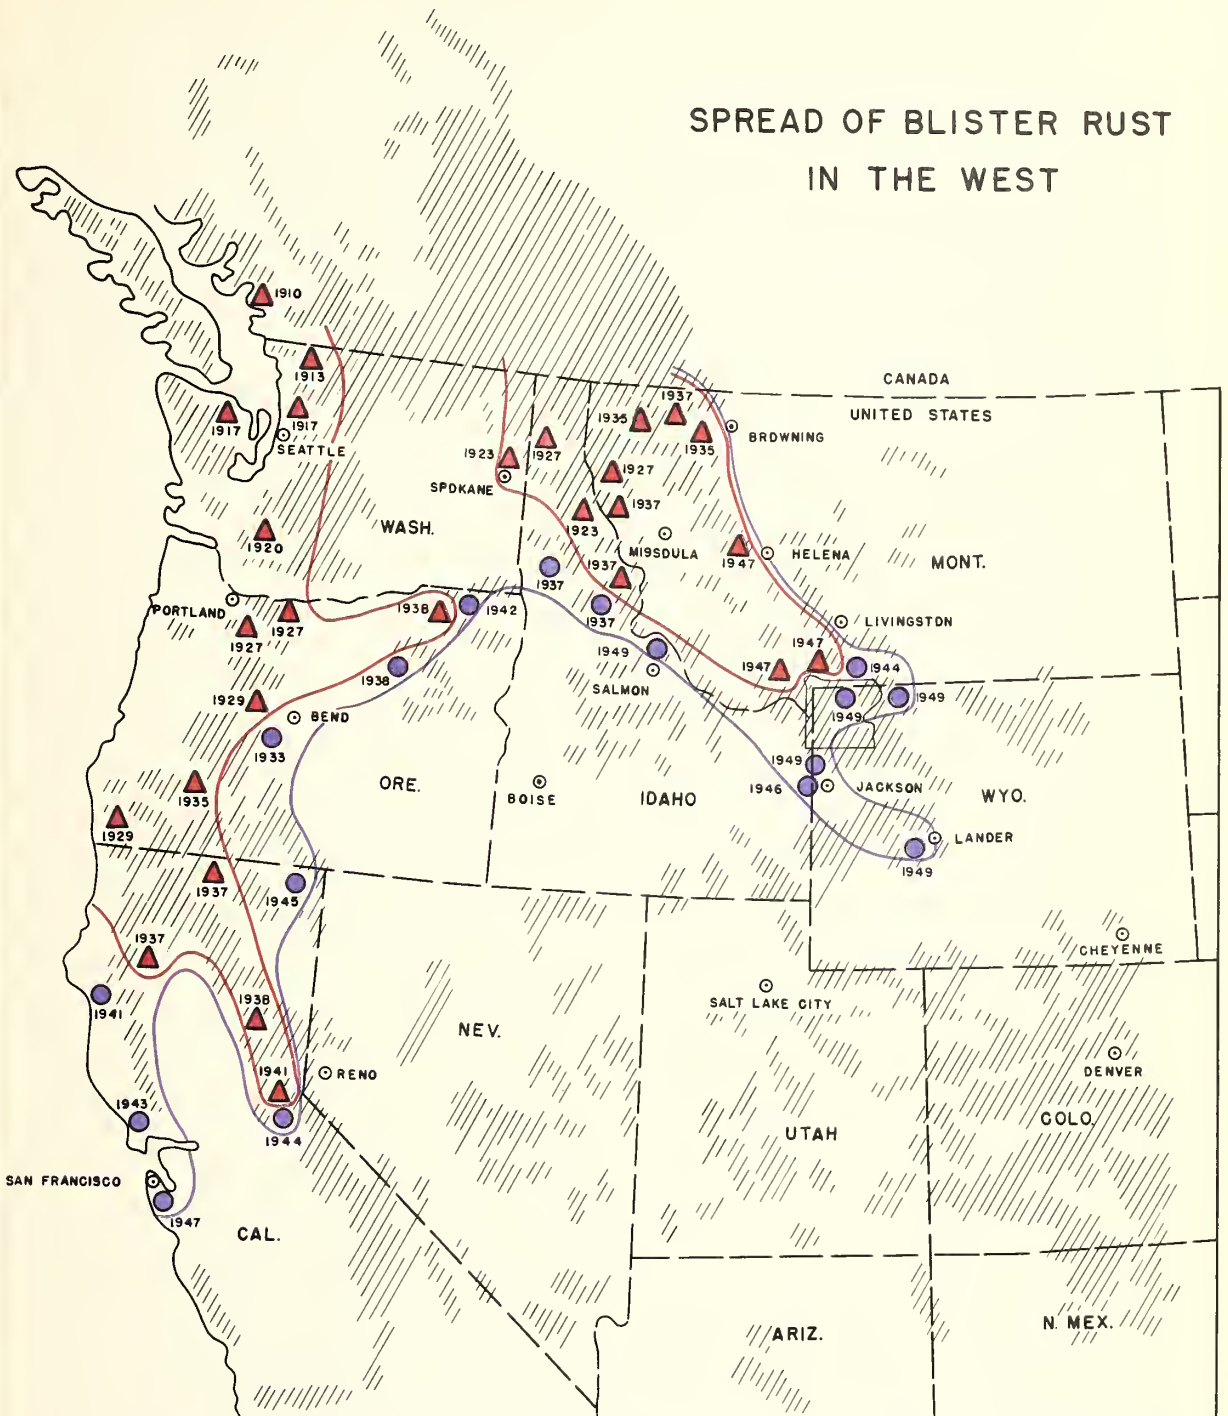 SPREAD OF BLISTER RUST
IN THE WEST
1910
1913
CANADA
1917
1917
1935
1937
UNITED STATES
SEATTLE
1935
BROWNING
1923
1927
SPOKANE
1927
1937
1920
WASH.
1923
MISSOULA
1947
HELENA
MONT.
1937
1937
PORTLAND
1927
1927
1938
1942
1937
LIVINGSTON
1949
1947
1947
1944
1938
SALMON
1929
BEND
1949
1949
1933
1949
1935
ORE.
BOISE
IDAHO
1946
JACKSON
WYO.
1929
LANDER
1937
1945
1949
1937
CHEYENNE
1941
1938
SALT LAKE CITY
NEV.
1941
RENO
DENVER
1943
1944
UTAH
COLO.
SAN FRANCISCO
1947
CAL.
ARIZ.
N. MEX.